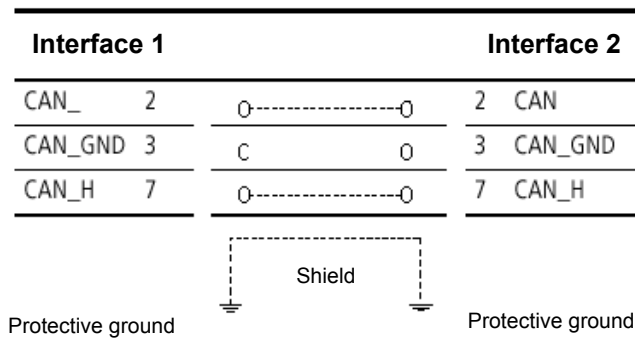 Interface 1 Interface 2
CAN_ 2 2 CAN
CAN_GND 3 C O 3 CAN_GND
CAN_H 7 7 CAN_H
Shield
Protective ground Protective ground